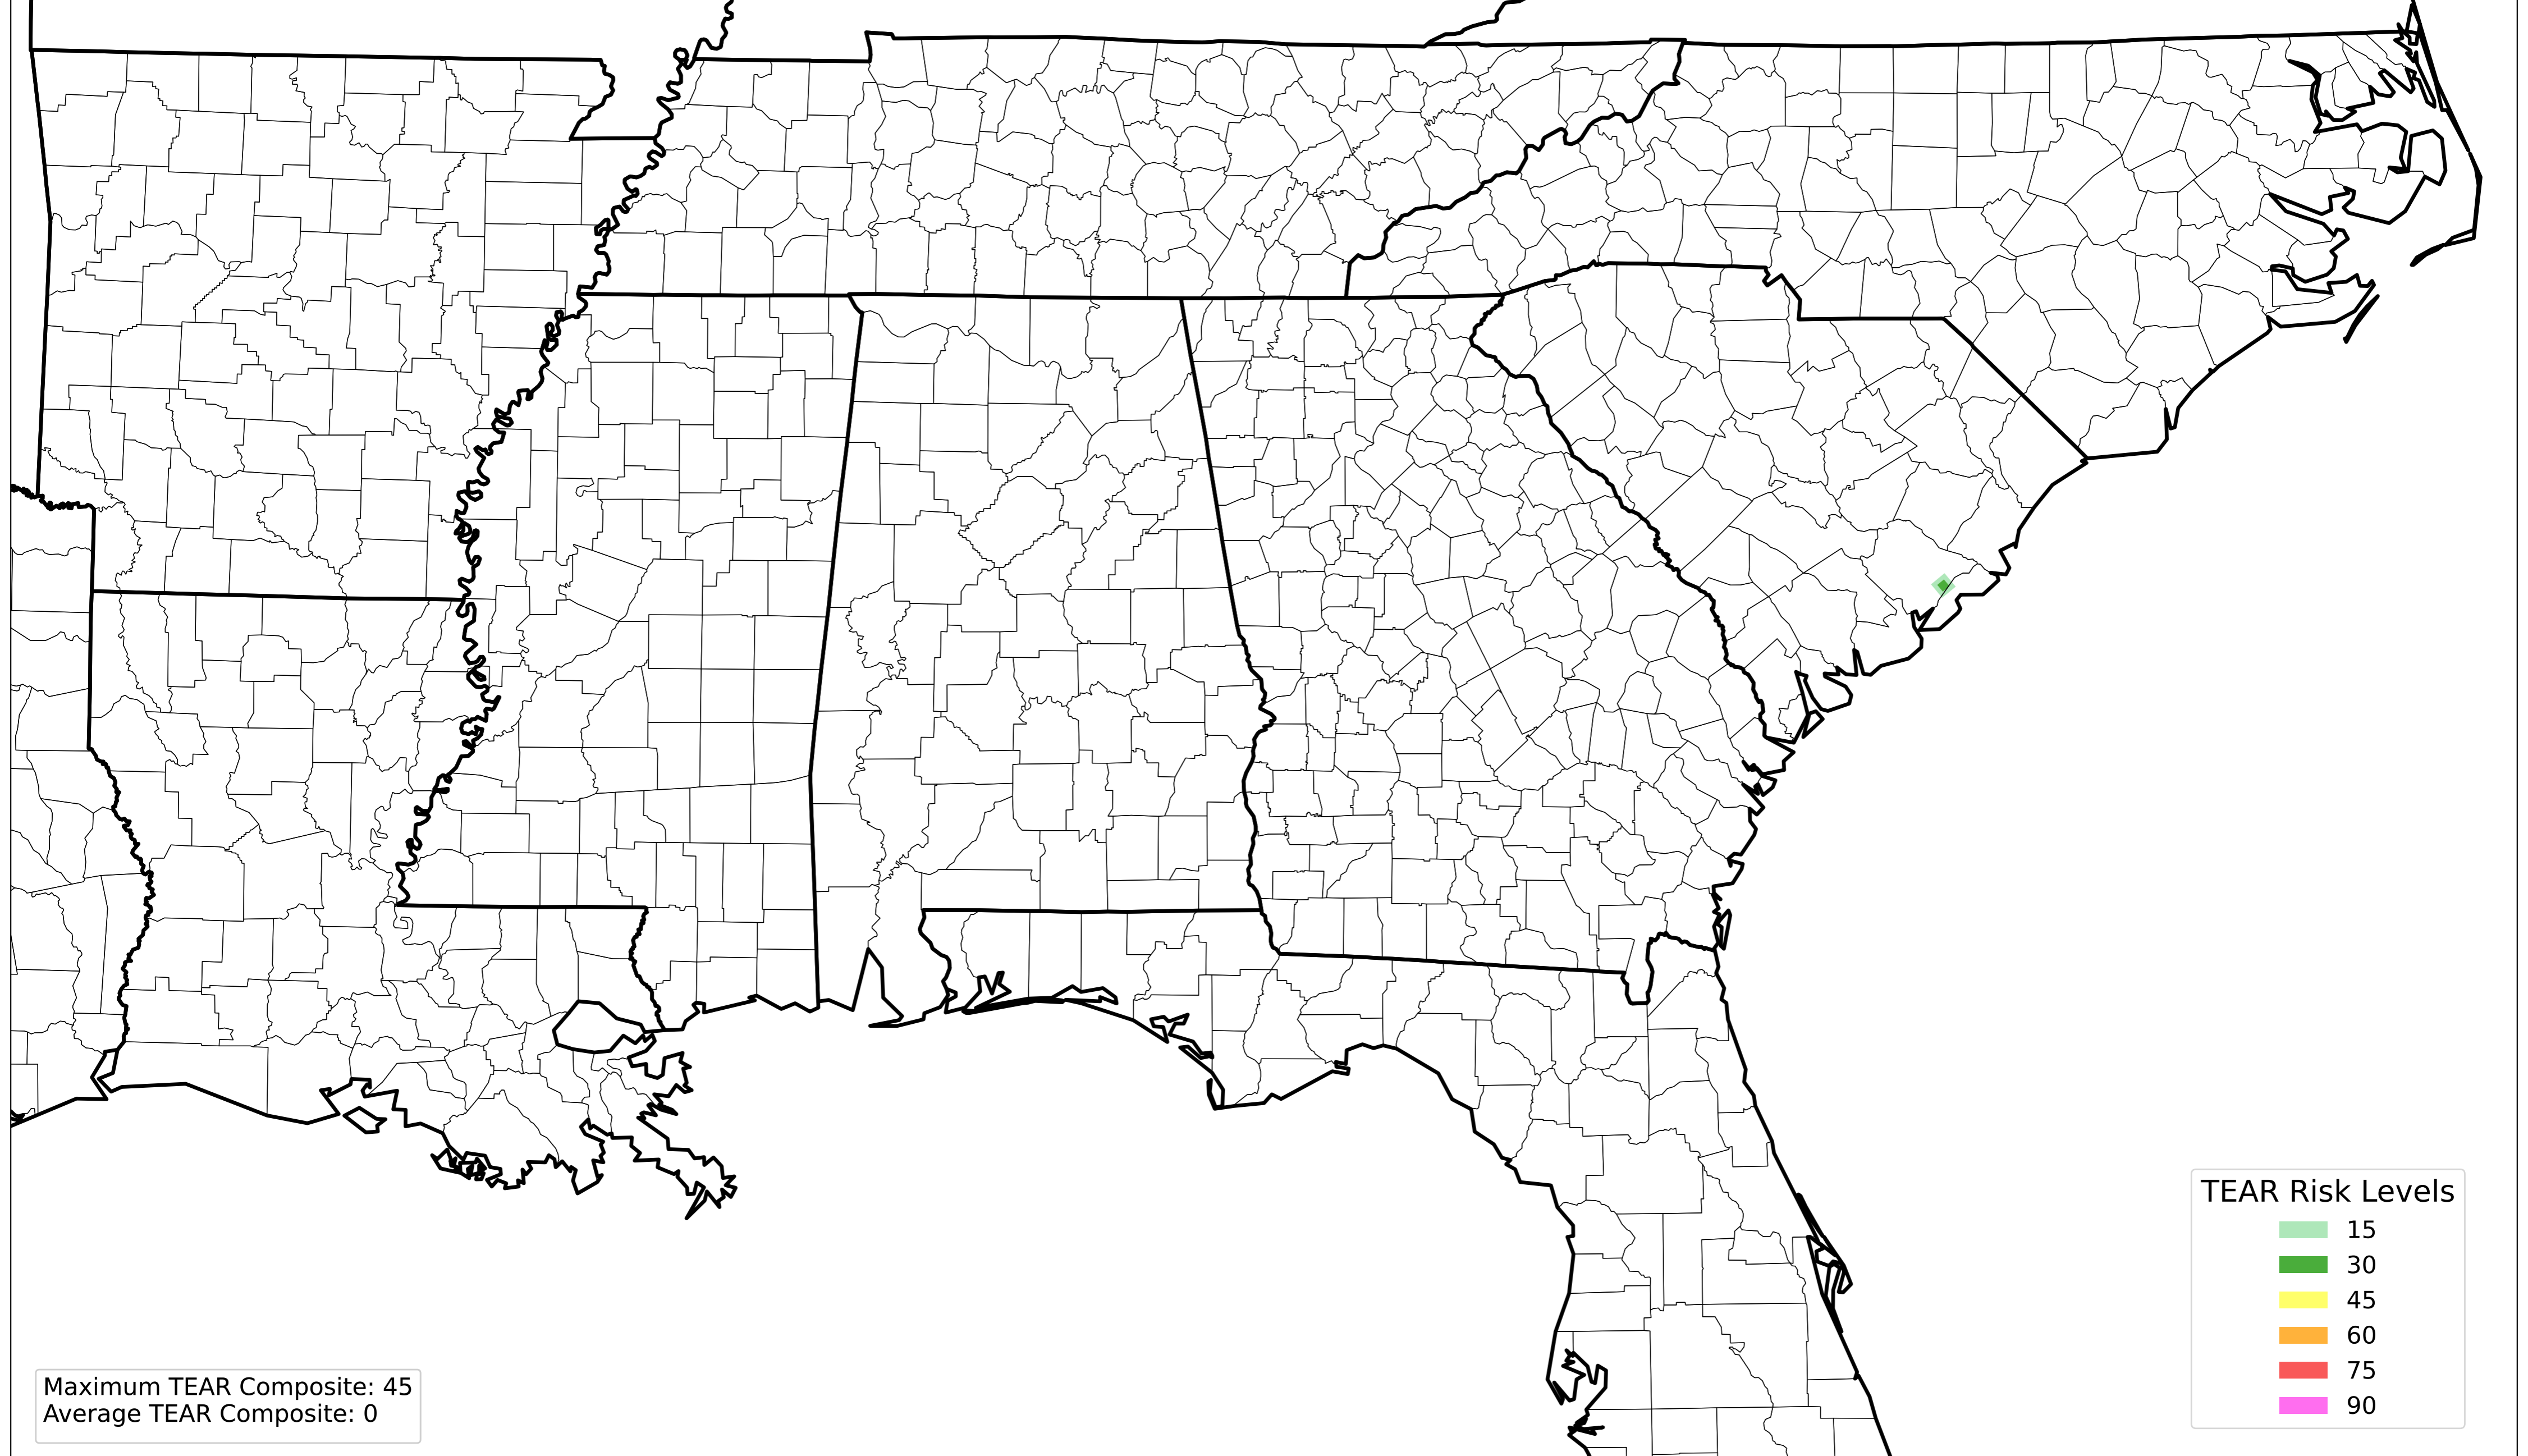 TEAR Risk Levels
15
30
45
60
75
90
Maximum TEAR Composite: 45
Average TEAR Composite: 0